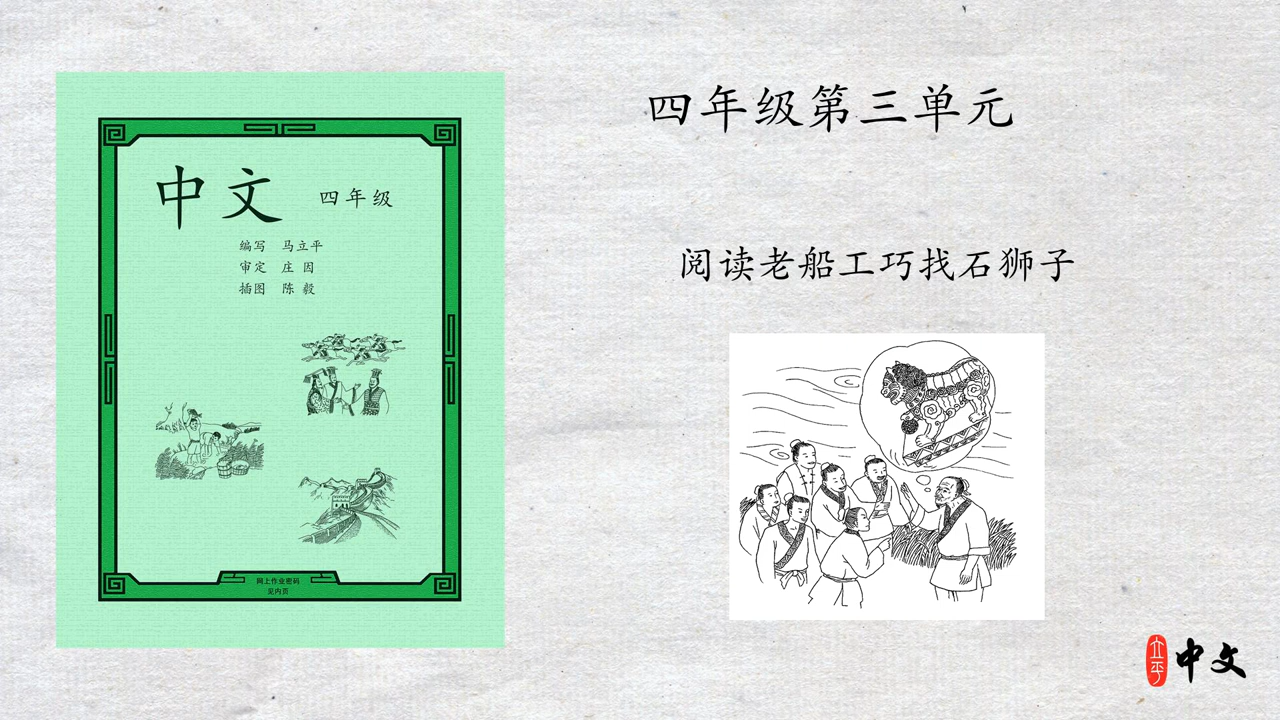 中文 四年级
编写 马立平
审定 庄因
插图 陈毅
网上作业密码
见内页
四年级第三单元
阅读老船工巧找石狮子
立平 中文